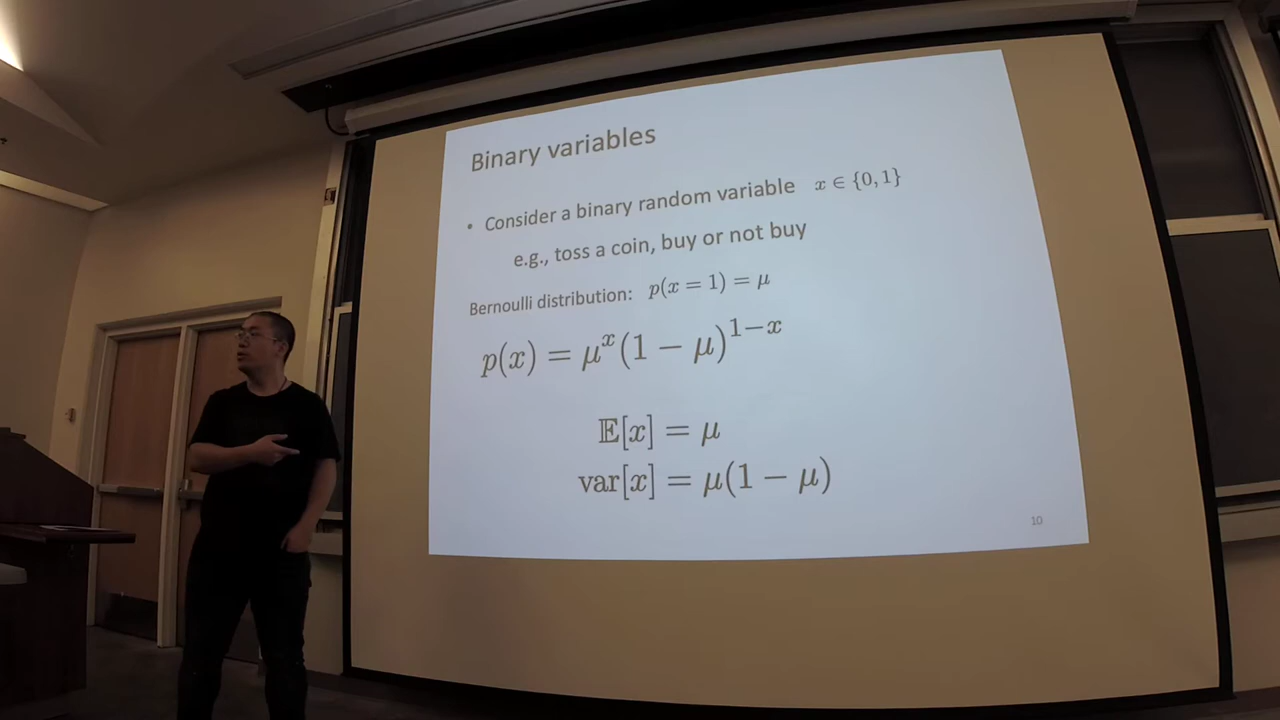 Binary variables
• Consider a binary random variable x ∈ {0, 1}
e.g., toss a coin, buy or not buy
Bernoulli distribution: p(x = 1) = μ
p(x) = μ^x(1 − μ)^{1−x}
𝔼[x] = μ
var[x] = μ(1 − μ)
10